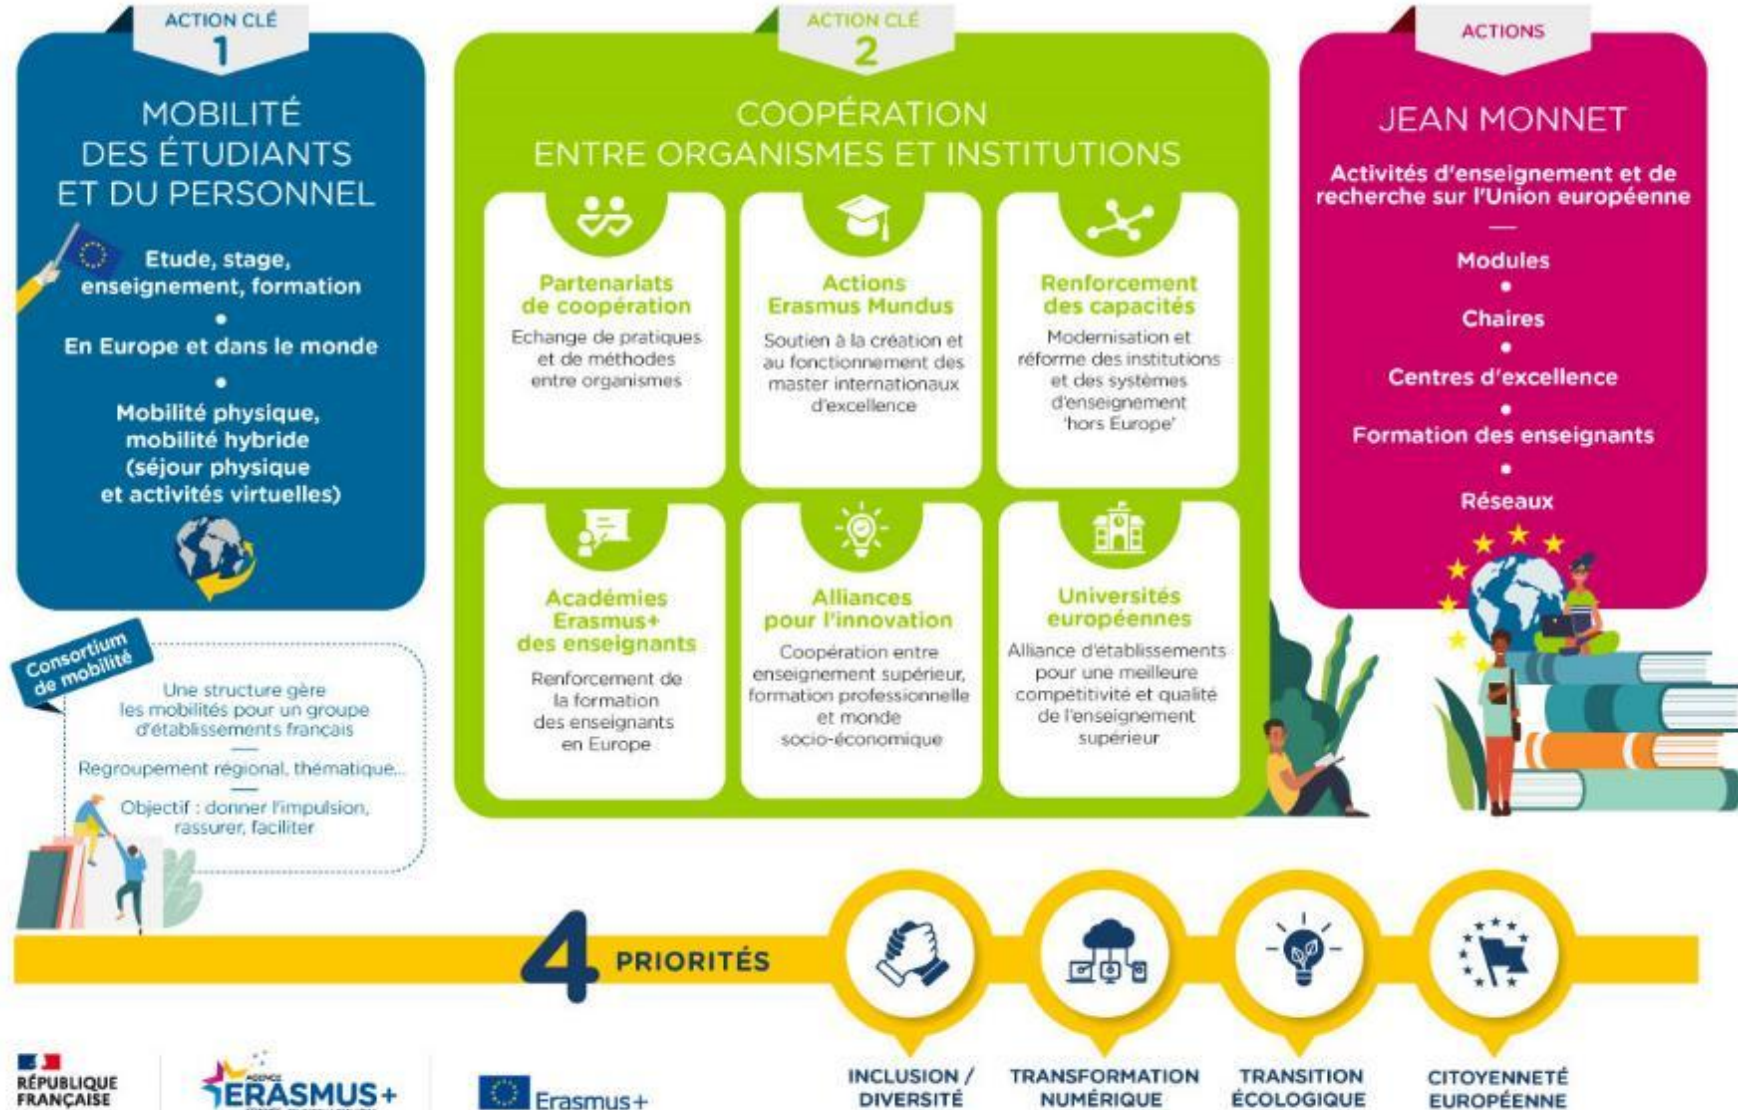 ACTION CLÉ
1
MOBILITÉ
DES ÉTUDIANTS
ET DU PERSONNEL
Etude, stage,
enseignement, formation
En Europe et dans le monde
Mobilité physique,
mobilité hybride
(séjour physique
et activités virtuelles)
Consortium
de mobilité
Une structure gère
les mobilités pour un groupe
d'établissements français
Regroupement régional, thématique...
Objectif : donner l'impulsion,
rassurer, faciliter
ACTION CLÉ
2
COOPÉRATION
ENTRE ORGANISMES ET INSTITUTIONS
Partenariats
de coopération
Echange de pratiques
et de méthodes
entre organismes
Actions
Erasmus Mundus
Soutien à la création et
au fonctionnement des
master internationaux
d'excellence
Renforcement
des capacités
Modernisation et
réforme des institutions
et des systèmes
d'enseignement
'hors Europe'
Académies
Erasmus+
des enseignants
Renforcement de
la formation
des enseignants
en Europe
Alliances
pour l'innovation
Coopération entre
enseignement supérieur,
formation professionnelle
et monde
socio-économique
Universités
européennes
Alliance d'établissements
pour une meilleure
compétitivité et qualité
de l'enseignement
supérieur
ACTIONS
JEAN MONNET
Activités d'enseignement et de
recherche sur l'Union européenne
Modules
Chaires
Centres d'excellence
Formation des enseignants
Réseaux
4 PRIORITÉS
INCLUSION /
DIVERSITÉ
TRANSFORMATION
NUMÉRIQUE
TRANSITION
ÉCOLOGIQUE
CITOYENNETÉ
EUROPÉENNE
RÉPUBLIQUE
FRANÇAISE
AGENCE
ERASMUS+
Erasmus+